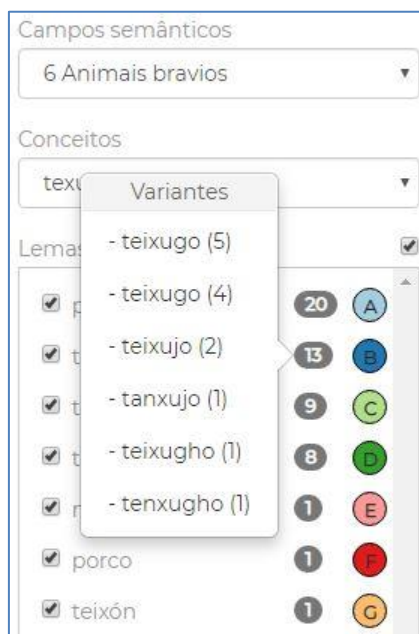 Campos semânticos
6 Animais bravios
Conceitos
Variantes
- teixugo (5)
- teixugo (4)
- teixujo (2)
- tanxujo (1)
- teixugho (1)
- tenxugho (1)
20 A
13 B
9 C
8 D
1 E
porco 1 F
teixón 1 G